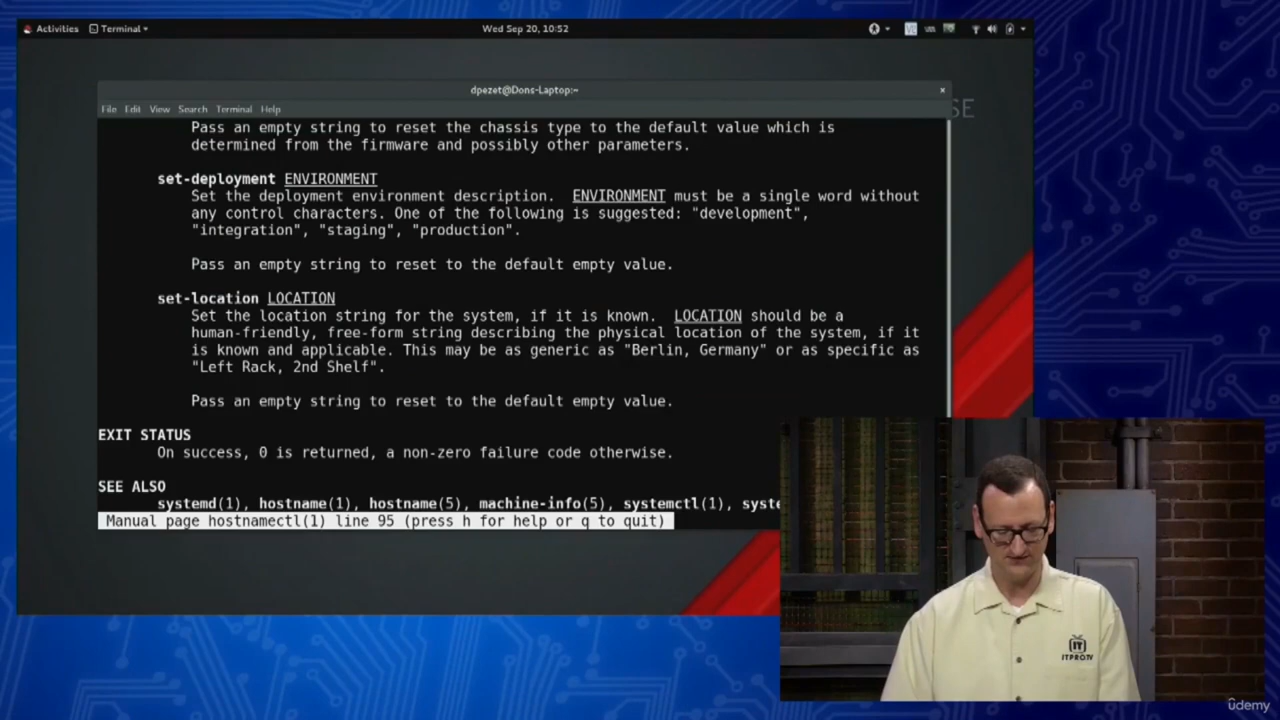 Activities Terminal Wed Sep 20, 10:52
dpezet@Dons-Laptop:~ ×
File Edit View Search Terminal Help
SE
Pass an empty string to reset the chassis type to the default value which is
determined from the firmware and possibly other parameters.
set-deployment ENVIRONMENT
Set the deployment environment description. ENVIRONMENT must be a single word without
any control characters. One of the following is suggested: "development",
"integration", "staging", "production".
Pass an empty string to reset to the default empty value.
set-location LOCATION
Set the location string for the system, if it is known. LOCATION should be a
human-friendly, free-form string describing the physical location of the system, if it
is known and applicable. This may be as generic as "Berlin, Germany" or as specific as
"Left Rack, 2nd Shelf".
Pass an empty string to reset to the default empty value.
EXIT STATUS
On success, 0 is returned, a non-zero failure code otherwise.
SEE ALSO
systemd(1), hostname(1), hostname(5), machine-info(5), systemctl(1), syste
Manual page hostnamectl(1) line 95 (press h for help or q to quit)
IT
ITPRO.TV
udemy